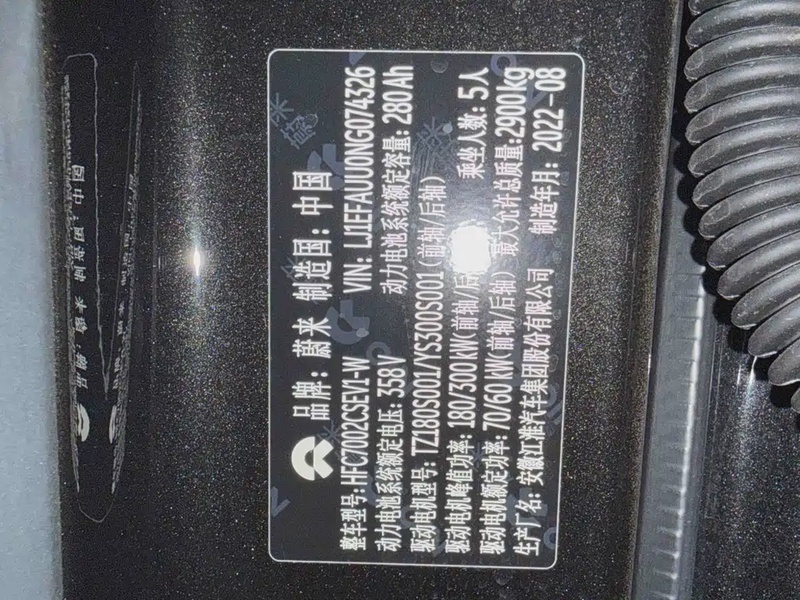 品牌：蔚来 制造国：中国
整车型号：HFC7002CSEV1-W VIN：LJ1EFAUU0NG074326
动力电池系统额定电压：358V 动力电池系统额定容量：280Ah
驱动电机型号：TZ180S001/YS300S001（前轴/后轴）
驱动电机峰值功率：180/300kW（前轴/后轴） 乘坐人数：5人
驱动电机额定功率：70/60kW（前轴/后轴） 最大允许总质量：2900kg
生产厂名：安徽江淮汽车集团股份有限公司 制造年月：2022-08